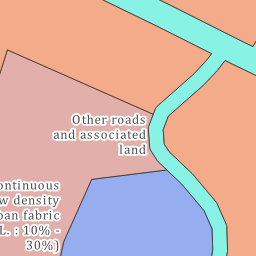 Other roads
and associated
land
ontinuous
w density
ban fabric
L. : 10% -
30%)